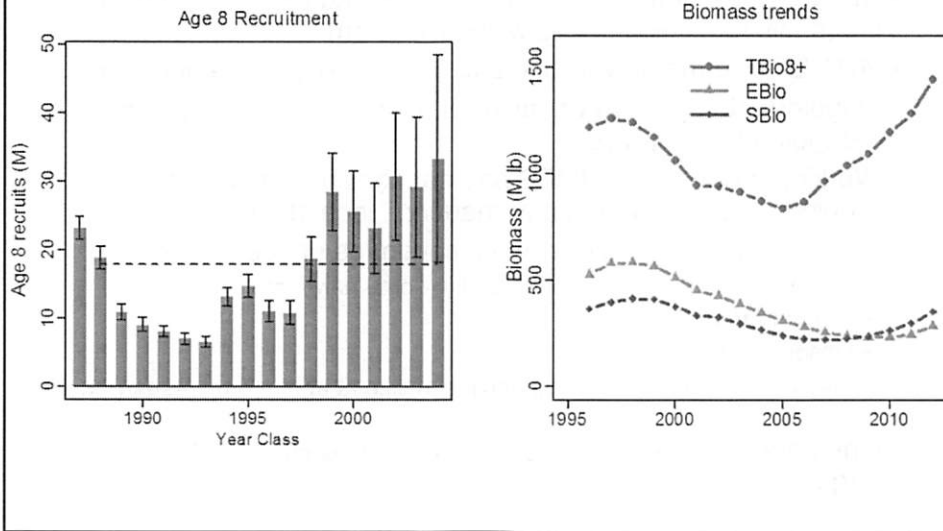 Age 8 Recruitment
Age 8 recruits (M)
50
40
30
20
10
0
1990
1995
2000
Year Class
Biomass trends
Biomass (M lb)
1500
1000
500
0
TBio8+
EBio
SBio
1995
2000
2005
2010